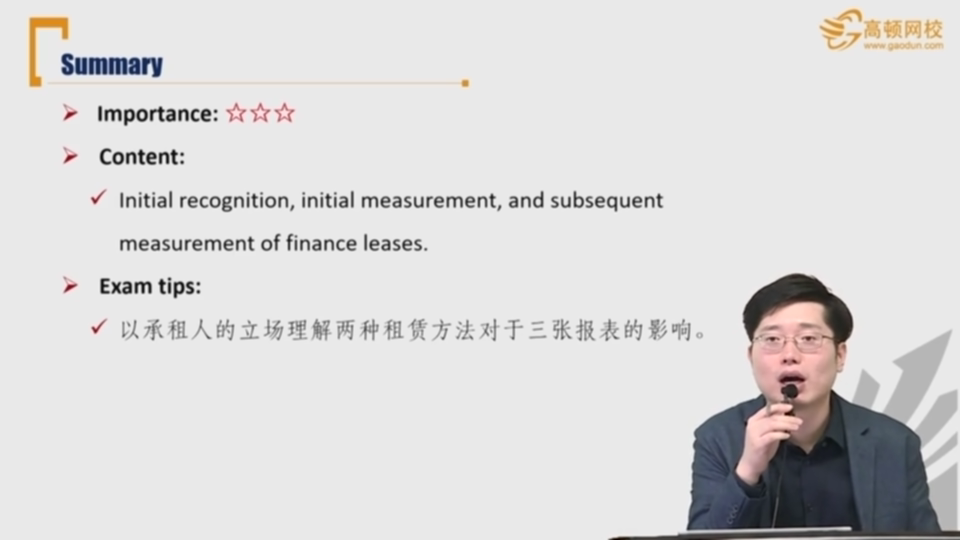 高顿网校
www.gaodun.com
Summary
Importance: ☆☆☆
Content:
Initial recognition, initial measurement, and subsequent
measurement of finance leases.
Exam tips:
以承租人的立场理解两种租赁方法对于三张报表的影响。